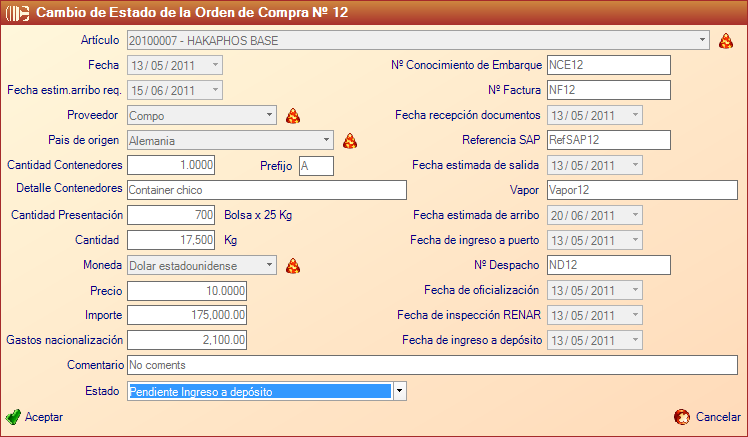 Cambio de Estado de la Orden de Compra Nº 12
Artículo 20100007 - HAKAPHOS BASE
Fecha 13/05/2011 Nº Conocimiento de Embarque NCE12
Fecha estim.arribo req. 15/06/2011 Nº Factura NF12
Proveedor Compo Fecha recepción documentos 13/05/2011
Pais de origen Alemania Referencia SAP RefSAP12
Cantidad Contenedores 1.0000 Prefijo A Fecha estimada de salida 13/05/2011
Detalle Contenedores Container chico Vapor Vapor12
Cantidad Presentación 700 Bolsa x 25 Kg Fecha estimada de arribo 20/06/2011
Cantidad 17,500 Kg Fecha de ingreso a puerto 13/05/2011
Moneda Dolar estadounidense Nº Despacho ND12
Precio 10.0000 Fecha de oficialización 13/05/2011
Importe 175,000.00 Fecha de inspección RENAR 13/05/2011
Gastos nacionalización 2,100.00 Fecha de ingreso a depósito 13/05/2011
Comentario No coments
Estado Pendiente Ingreso a depósito
Aceptar Cancelar